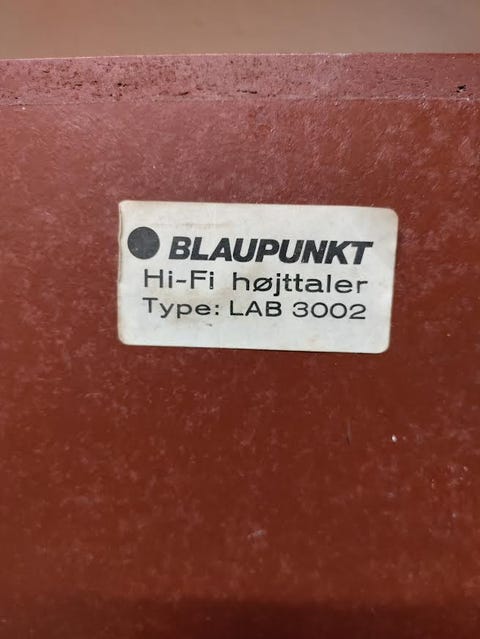 BLAUPUNKT
Hi-Fi højttaler
Type: LAB 3002